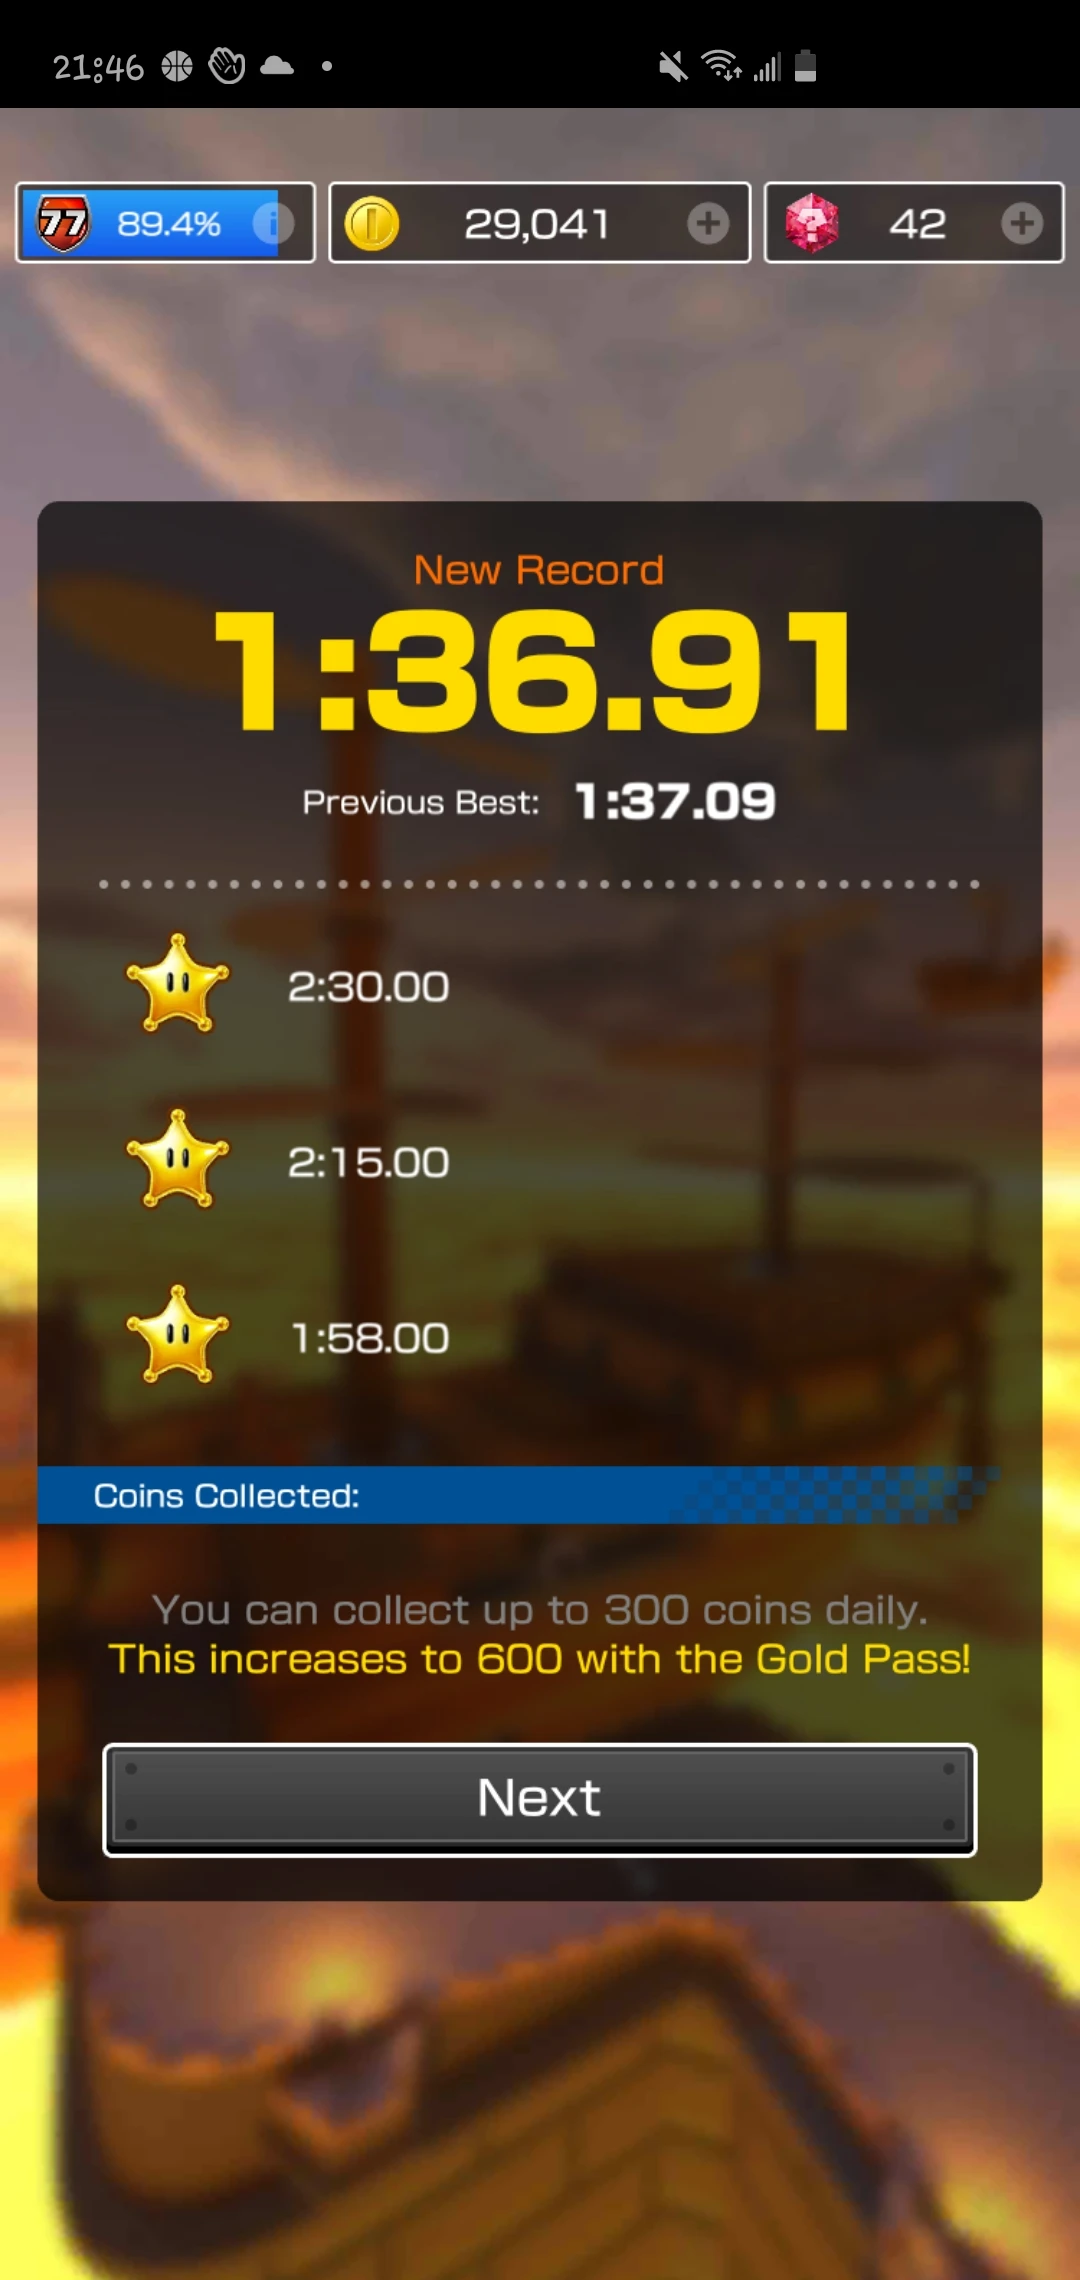 21:46
77 89.4% i 29,041 + ? 42 +
New Record
1:36.91
Previous Best: 1:37.09
2:30.00
2:15.00
1:58.00
Coins Collected:
You can collect up to 300 coins daily.
This increases to 600 with the Gold Pass!
Next